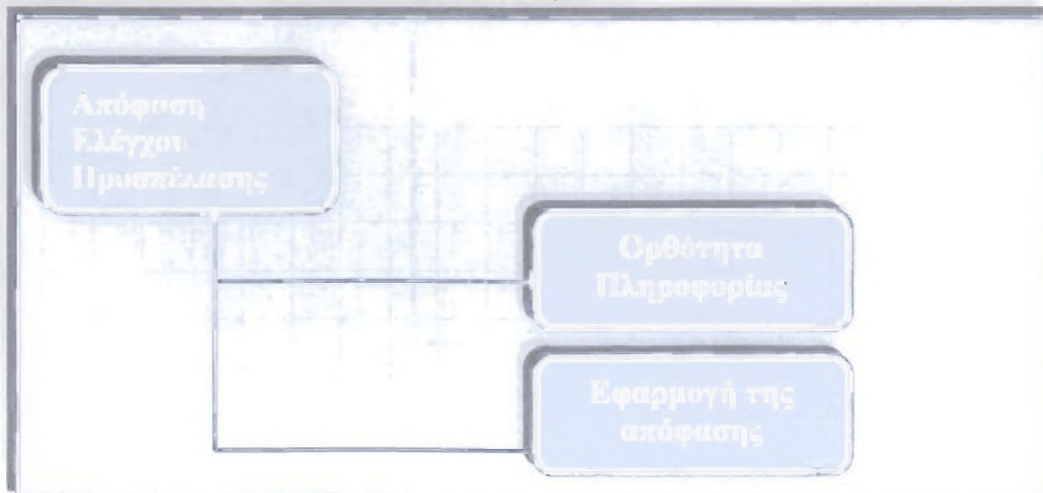 Απόφαση
Ελέγχου
Προσπέλασης
Ορθότητα
Πληροφορίας
Εφαρμογή της
απόφασης